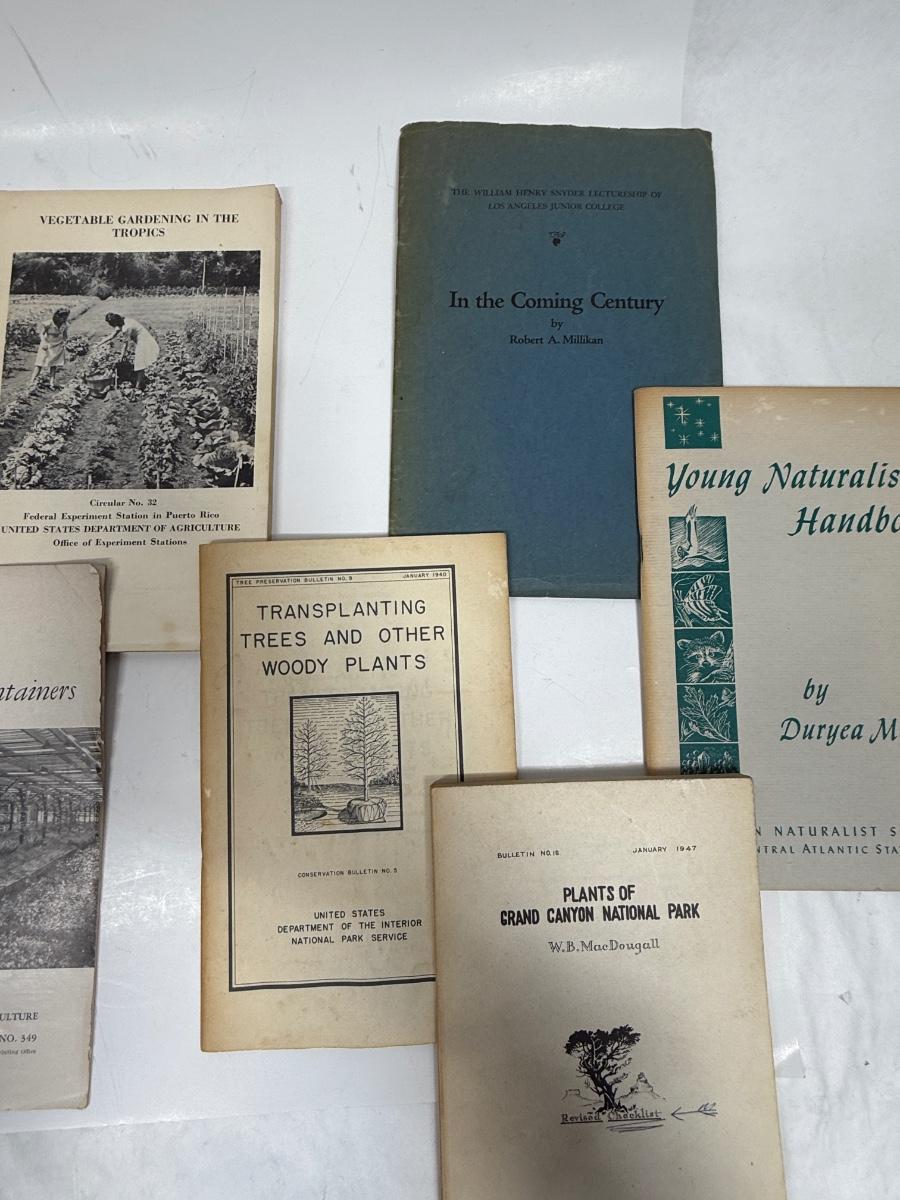 VEGETABLE GARDENING IN THE
TROPICS
Circular No. 32
Federal Experiment Station in Puerto Rico
UNITED STATES DEPARTMENT OF AGRICULTURE
Office of Experiment Stations
THE WILLIAM HENRY SNYDER LECTURESHIP OF
LOS ANGELES JUNIOR COLLEGE
In the Coming Century
by
Robert A. Millikan
Young Naturalis
Handbo
by
Duryea M
N NATURALIST S
NTRAL ATLANTIC STA
ntainers
ULTURE
NO. 349
rinting Office
TREE PRESERVATION BULLETIN NO. 9 JANUARY 1940
TRANSPLANTING
TREES AND OTHER
WOODY PLANTS
CONSERVATION BULLETIN NO. 5
UNITED STATES
DEPARTMENT OF THE INTERIOR
NATIONAL PARK SERVICE
BULLETIN NO. 18 JANUARY 1947
PLANTS OF
GRAND CANYON NATIONAL PARK
W.B. MacDougall
Revised Checklist